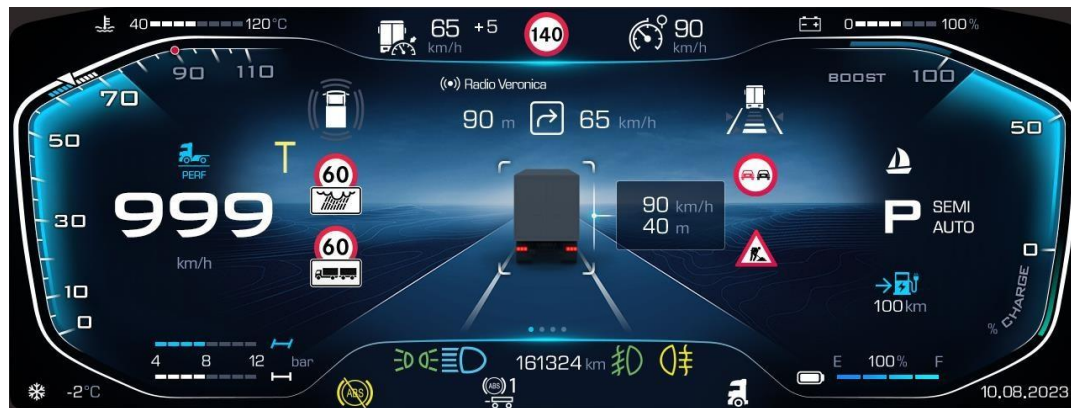 40 120°C
65 +5
km/h
140
90
km/h
0 100%
90 110
70
50
30
10
0
PERF
999
km/h
T
60
60
((•)) Radio Veronica
90 m 65 km/h
90 km/h
40 m
BOOST 100
50
0
% CHARGE
P SEMI AUTO
100km
4 8 12 bar
161324 km
ABS
(ABS) 1
E 100% F
-2°C
10.08.2023